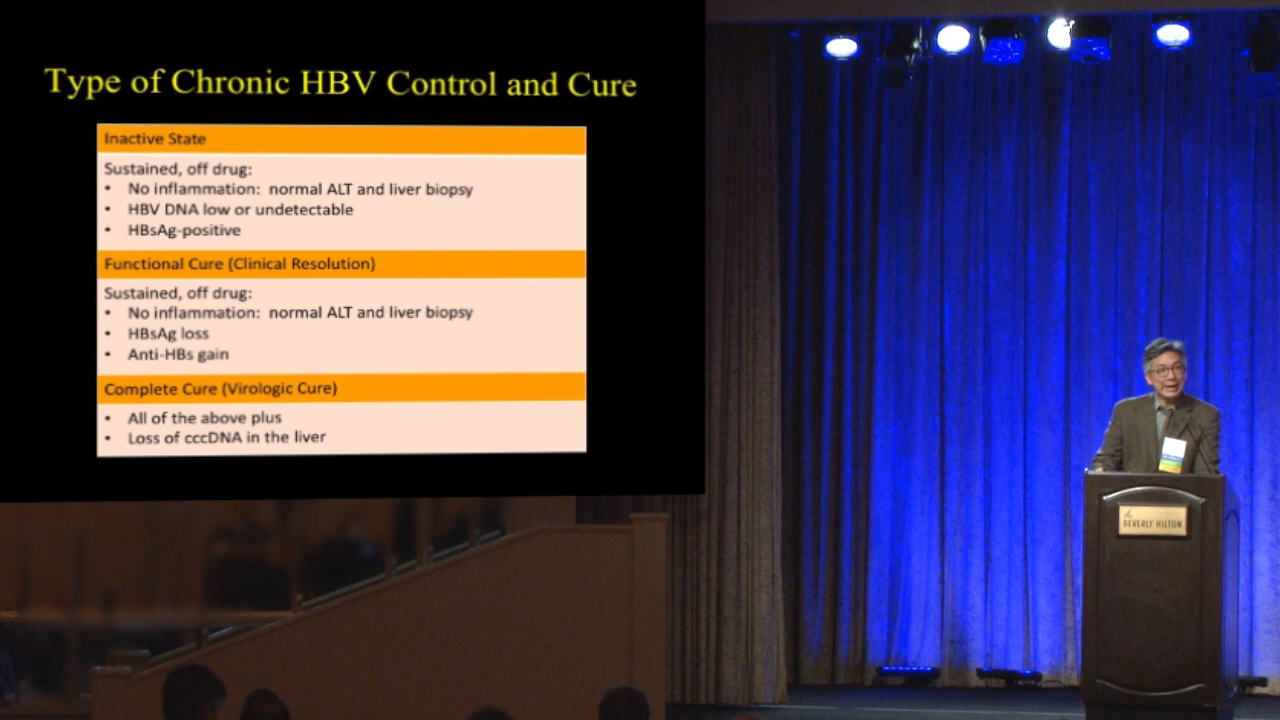 Type of Chronic HBV Control and Cure
Inactive State
Sustained, off drug:
• No inflammation: normal ALT and liver biopsy
• HBV DNA low or undetectable
• HBsAg-positive
Functional Cure (Clinical Resolution)
Sustained, off drug:
• No inflammation: normal ALT and liver biopsy
• HBsAg loss
• Anti-HBs gain
Complete Cure (Virologic Cure)
• All of the above plus
• Loss of cccDNA in the liver
the
BEVERLY HILTON